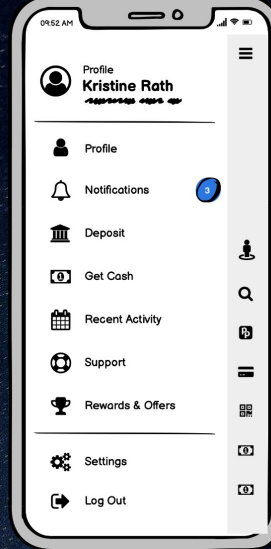 09:52 AM
Profile
Kristine Rath
Profile
Notifications
3
Deposit
Get Cash
Recent Activity
Support
Rewards & Offers
Settings
Log Out